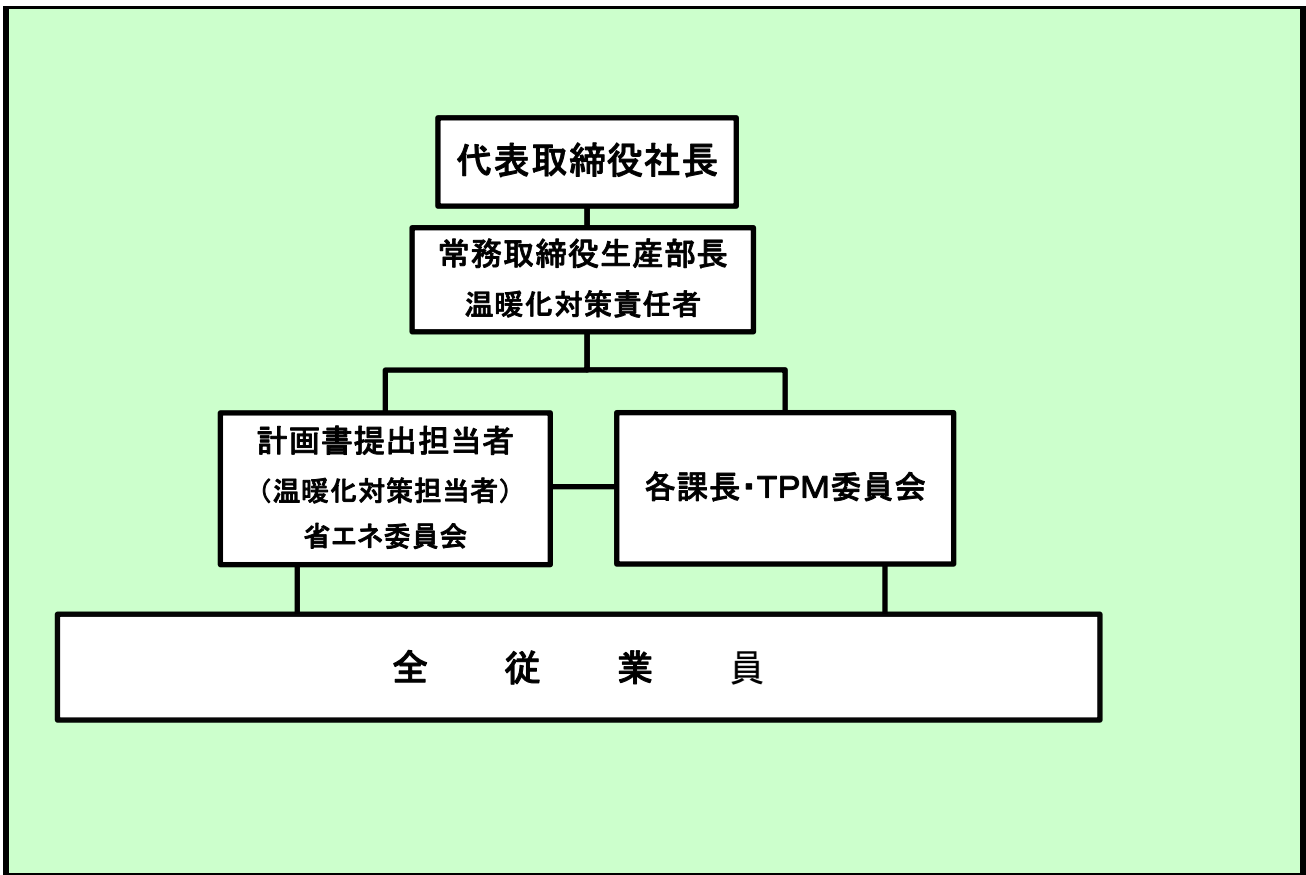 代表取締役社長
常務取締役生産部長
温暖化対策責任者
計画書提出担当者
（温暖化対策担当者）
省エネ委員会
各課長・ＴＰＭ委員会
全　従　業　員